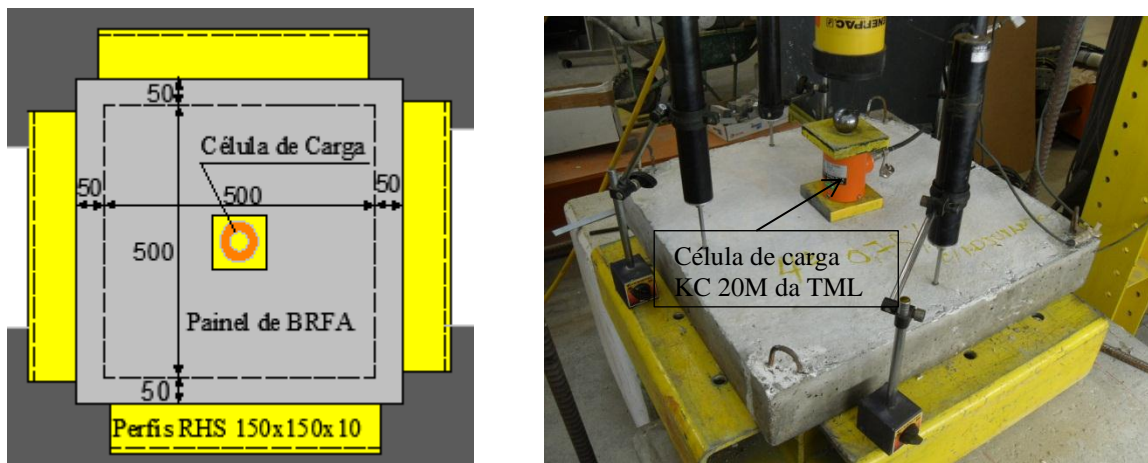 50
Célula de Carga
50
500
50
500
Painel de BRFA
50
Perfis RHS 150x150x10
ENERPAC
Célula de carga
KC 20M da TML